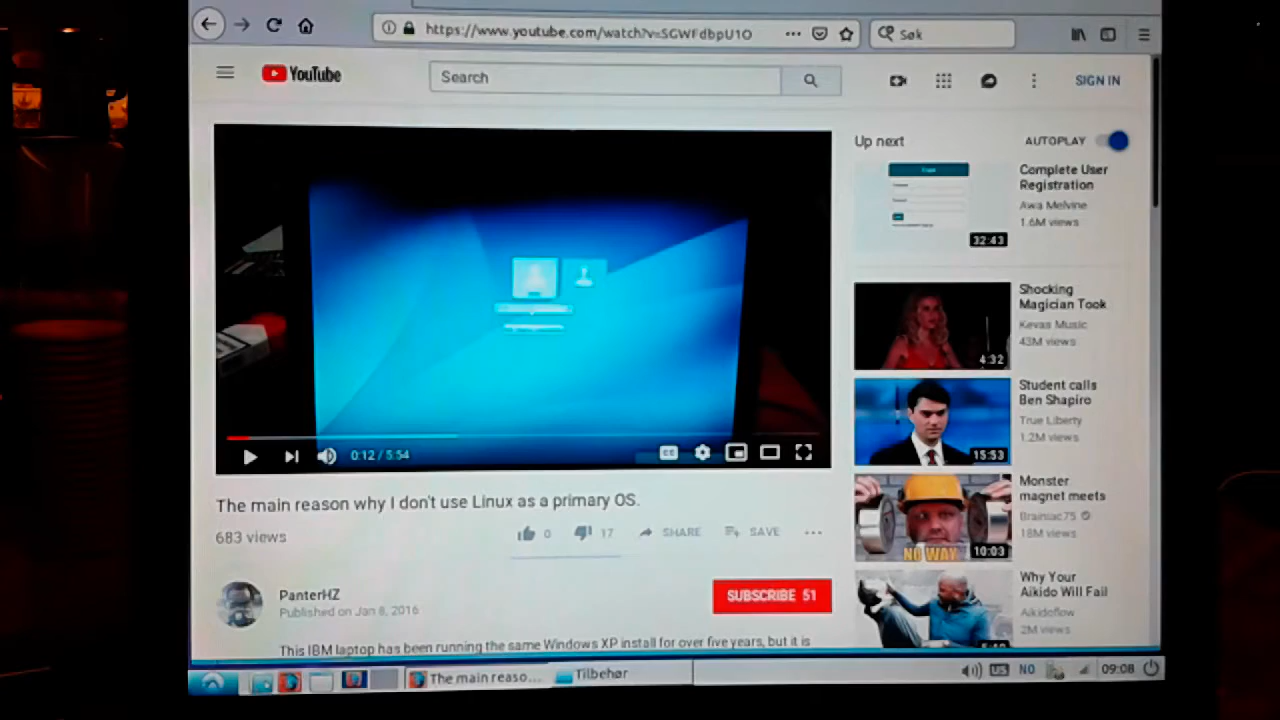 https://www.youtube.com/watch?v=SGWFdbpU1O
Søk
YouTube
Search
SIGN IN
Up next
AUTOPLAY
Complete User
Registration
Awa Melvine
1.6M views
32:43
Shocking
Magician Took
Kevas Music
43M views
4:32
Student calls
Ben Shapiro
True Liberty
1.2M views
15:53
Monster
magnet meets
Brainiac75
18M views
NO WAY
10:03
Why Your
Aikido Will Fail
Aikidoflow
2M views
0:12 / 5:54
CC
The main reason why I don't use Linux as a primary OS.
683 views
0
17
SHARE
SAVE
PanterHZ
Published on Jan 8, 2016
SUBSCRIBE 51
This IBM laptop has been running the same Windows XP install for over five years, but it is
The main reaso...
Tilbehør
US
NO
09:08